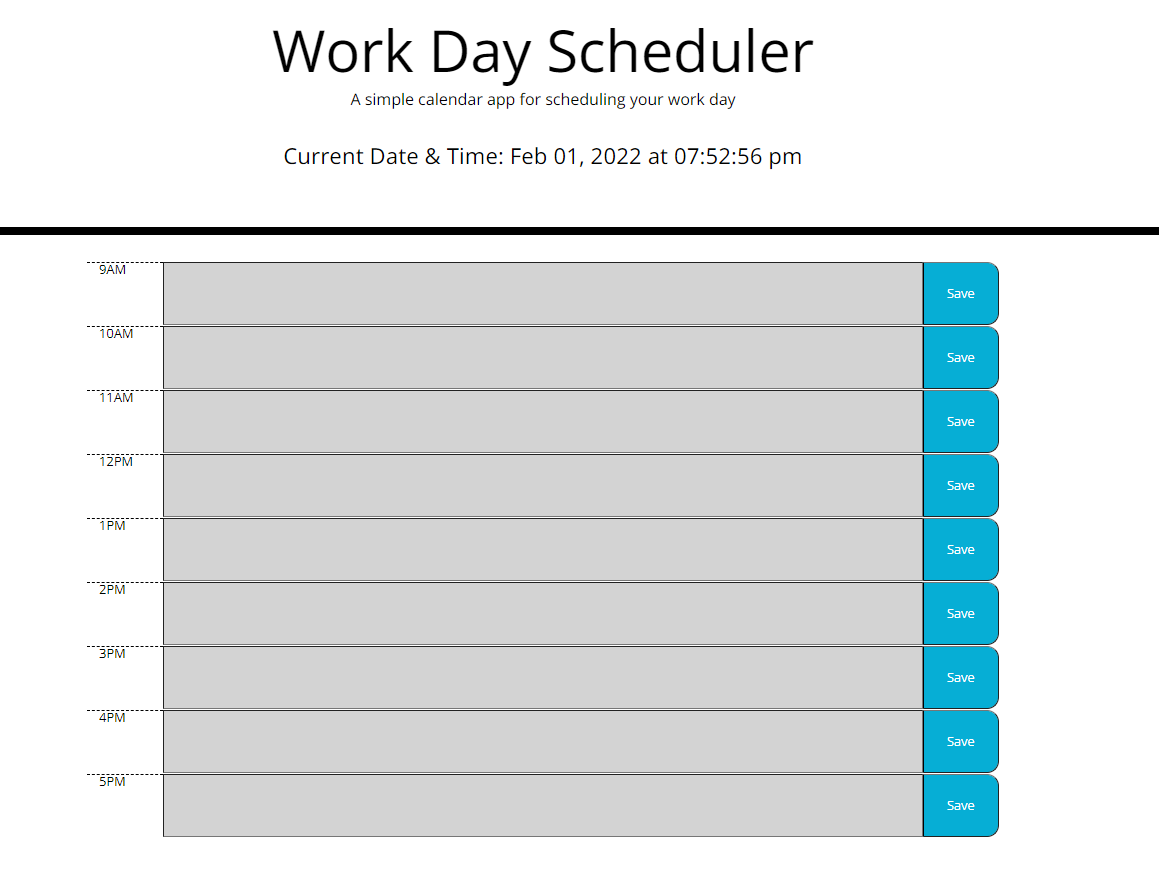 Work Day Scheduler
A simple calendar app for scheduling your work day
Current Date & Time: Feb 01, 2022 at 07:52:56 pm
9AM
Save
10AM
Save
11AM
Save
12PM
Save
1PM
Save
2PM
Save
3PM
Save
4PM
Save
5PM
Save